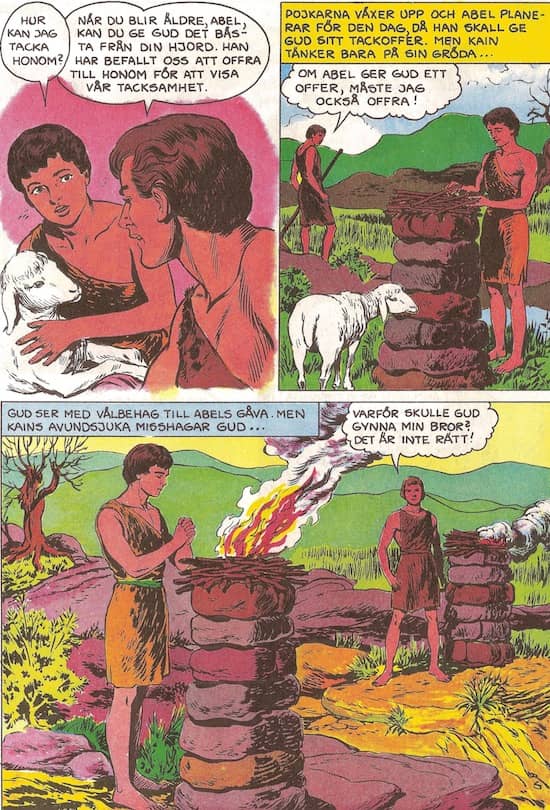 HUR
KAN JAG
TACKA
HONOM?
NÄR DU BLIR ÄLDRE, ABEL,
KAN DU GE GUD DET BÄS-
TA FRÅN DIN HJORD. HAN
HAR BEFALLT OSS ATT OFFRA
TILL HONOM FÖR ATT VISA
VÅR TACKSAMHET.
POJKARNA VÄXER UPP OCH ABEL PLANE-
RAR FÖR DEN DAG, DÅ HAN SKALL GE
GUD SITT TACKOFFER. MEN KAIN
TÄNKER BARA PÅ SIN GRÖDA...
OM ABEL GER GUD ETT
OFFER, MÅSTE JAG
OCKSÅ OFFRA!
GUD SER MED VÄLBEHAG TILL ABELS GÅVA. MEN
KAINS AVUNDSJUKA MISSHAGAR GUD...
VARFÖR SKULLE GUD
GYNNA MIN BROR?
DET ÄR INTE RÄTT!